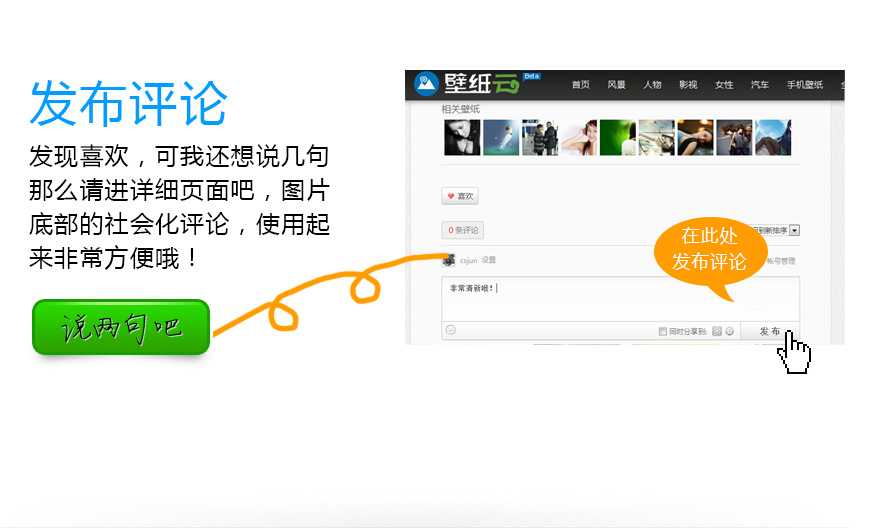 发布评论
发现喜欢，可我还想说几句
那么请进详细页面吧，图片
底部的社会化评论，使用起
来非常方便哦！
说两句吧
壁纸云 Beta
首页 风景 人物 影视 女性 汽车 手机壁纸
相关壁纸
喜欢
0 条评论
到新排序
在此处
发布评论
csjun 设置
帐号管理
非常清新哦！
同时分享到:
发布